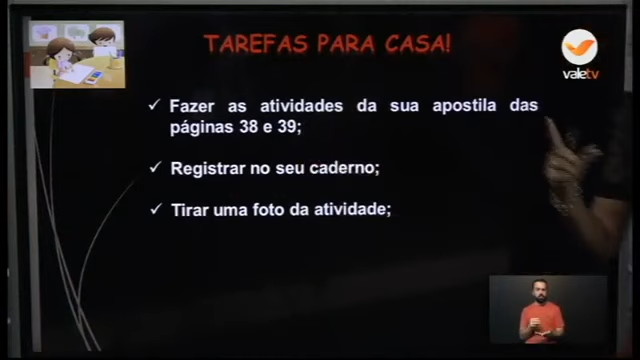 TAREFAS PARA CASA!
valetv
✓ Fazer as atividades da sua apostila das
páginas 38 e 39;
✓ Registrar no seu caderno;
✓ Tirar uma foto da atividade;